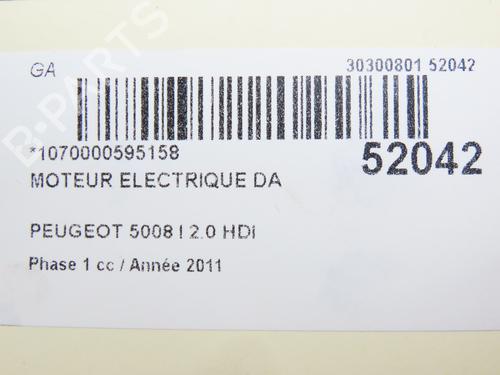 GA
30300801 52042
*1070000595158
52042
MOTEUR ELECTRIQUE DA
PEUGEOT 5008 I 2.0 HDI
Phase 1 cc / Année 2011
B-PARTS